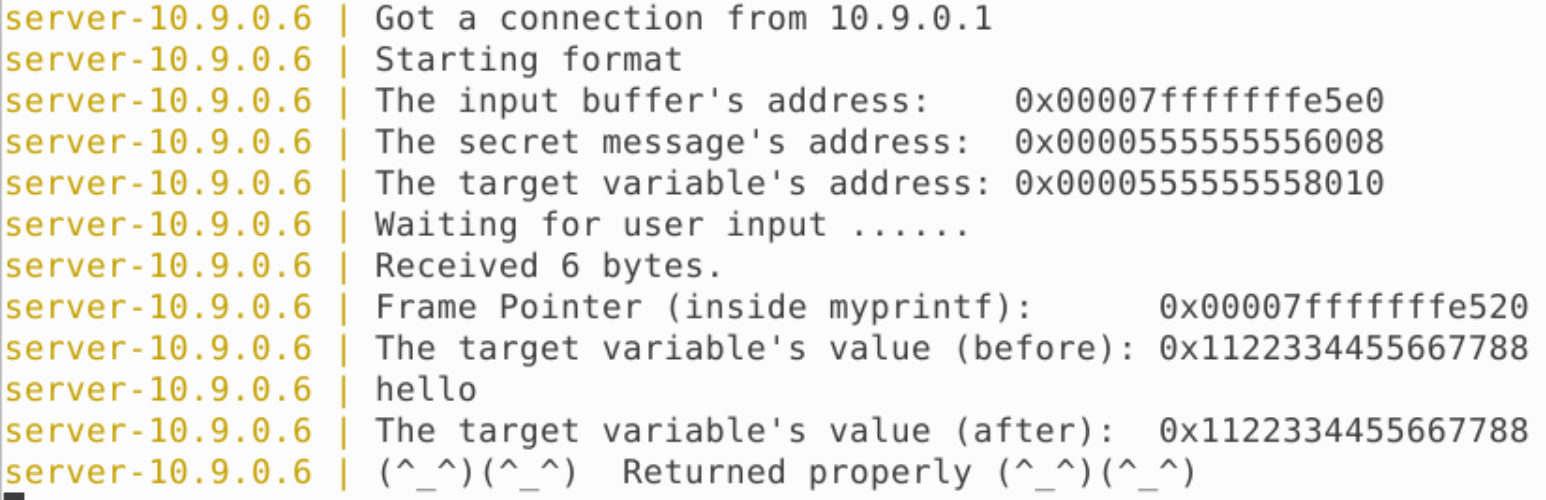 server-10.9.0.6 | Got a connection from 10.9.0.1
server-10.9.0.6 | Starting format
server-10.9.0.6 | The input buffer's address:    0x00007fffffffe5e0
server-10.9.0.6 | The secret message's address:  0x0000555555556008
server-10.9.0.6 | The target variable's address: 0x0000555555558010
server-10.9.0.6 | Waiting for user input ......
server-10.9.0.6 | Received 6 bytes.
server-10.9.0.6 | Frame Pointer (inside myprintf):      0x00007fffffffe520
server-10.9.0.6 | The target variable's value (before): 0x1122334455667788
server-10.9.0.6 | hello
server-10.9.0.6 | The target variable's value (after):  0x1122334455667788
server-10.9.0.6 | (^_^)(^_^)  Returned properly (^_^)(^_^)